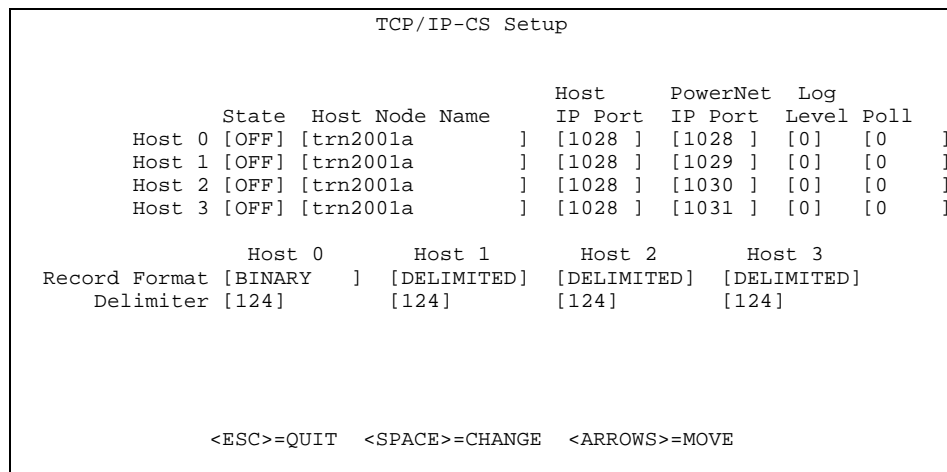 TCP/IP-CS Setup
Host PowerNet Log
State Host Node Name IP Port IP Port Level Poll
Host 0 [OFF] [trn2001a ] [1028 ] [1028 ] [0] [0 ]
Host 1 [OFF] [trn2001a ] [1028 ] [1029 ] [0] [0 ]
Host 2 [OFF] [trn2001a ] [1028 ] [1030 ] [0] [0 ]
Host 3 [OFF] [trn2001a ] [1028 ] [1031 ] [0] [0 ]
Host 0 Host 1 Host 2 Host 3
Record Format [BINARY ] [DELIMITED] [DELIMITED] [DELIMITED]
Delimiter [124] [124] [124] [124]
<ESC>=QUIT <SPACE>=CHANGE <ARROWS>=MOVE